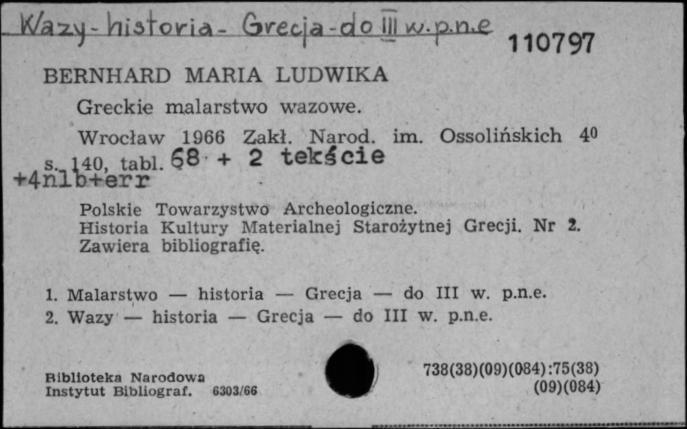 Wazy - historia - Grecja - do III w. p.n.e
110797
BERNHARD MARIA LUDWIKA
Greckie malarstwo wazowe.
Wrocław 1966 Zakł. Narod. im. Ossolińskich 4⁰
s. 140, tabl. 68 + 2 tekście
+4nlb+err
Polskie Towarzystwo Archeologiczne.
Historia Kultury Materialnej Starożytnej Grecji. Nr 2.
Zawiera bibliografię.
1. Malarstwo — historia — Grecja — do III w. p.n.e.
2. Wazy — historia — Grecja — do III w. p.n.e.
738(38)(09)(084):75(38)
(09)(084)
Biblioteka Narodowa
Instytut Bibliograf. 6303/66